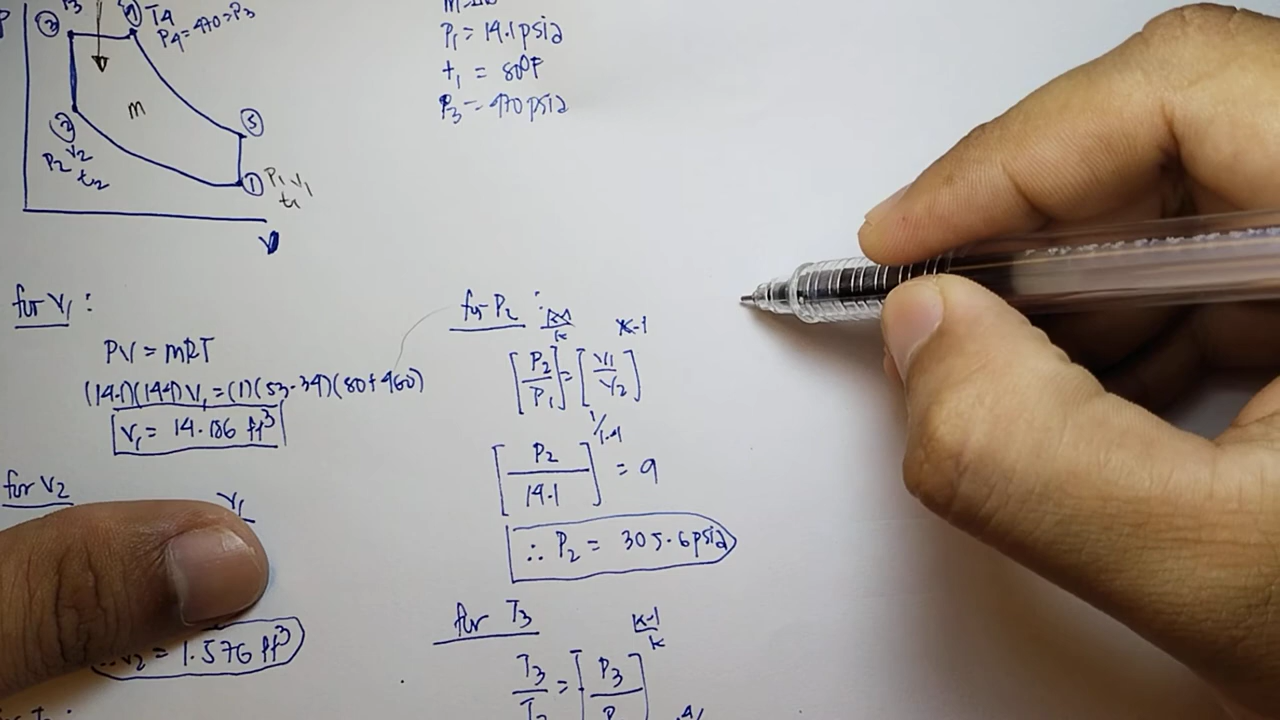 P
③
④ T4
P4 = 470 = P3
m
②
P2 V2
t2
⑤
① P1 V1
t1
V
P1 = 14.1 psia
t1 = 80°F
P3 = 470 psia
for V1 :
PV = mRT
(14.1)(144) V1 = (1)(53.34)(80+460)
V1 = 14.186 ft³
for V2
V1
V2 = 1.576 ft³
for P2 :
k-1
k
k-1
[P2/P1] = [V1/V2]
1/1.4
[P2/14.1] = 9
∴ P2 = 305.6 psia
for T3
k-1
k
T3/T2 = [P3/P